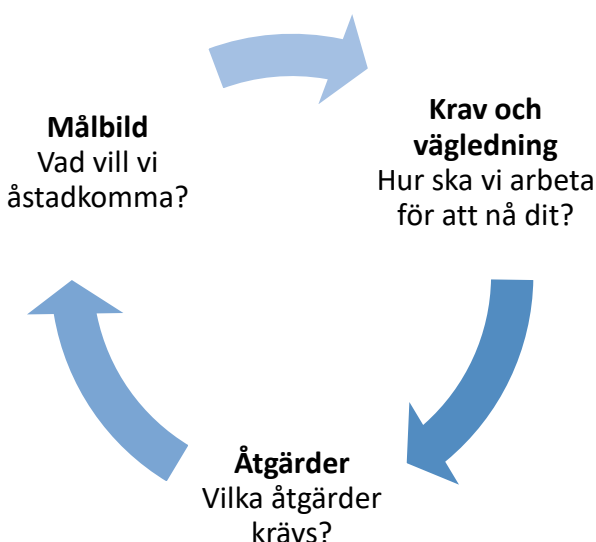 Målbild
Vad vill vi
åstadkomma?
Krav och
vägledning
Hur ska vi arbeta
för att nå dit?
Åtgärder
Vilka åtgärder
krävs?